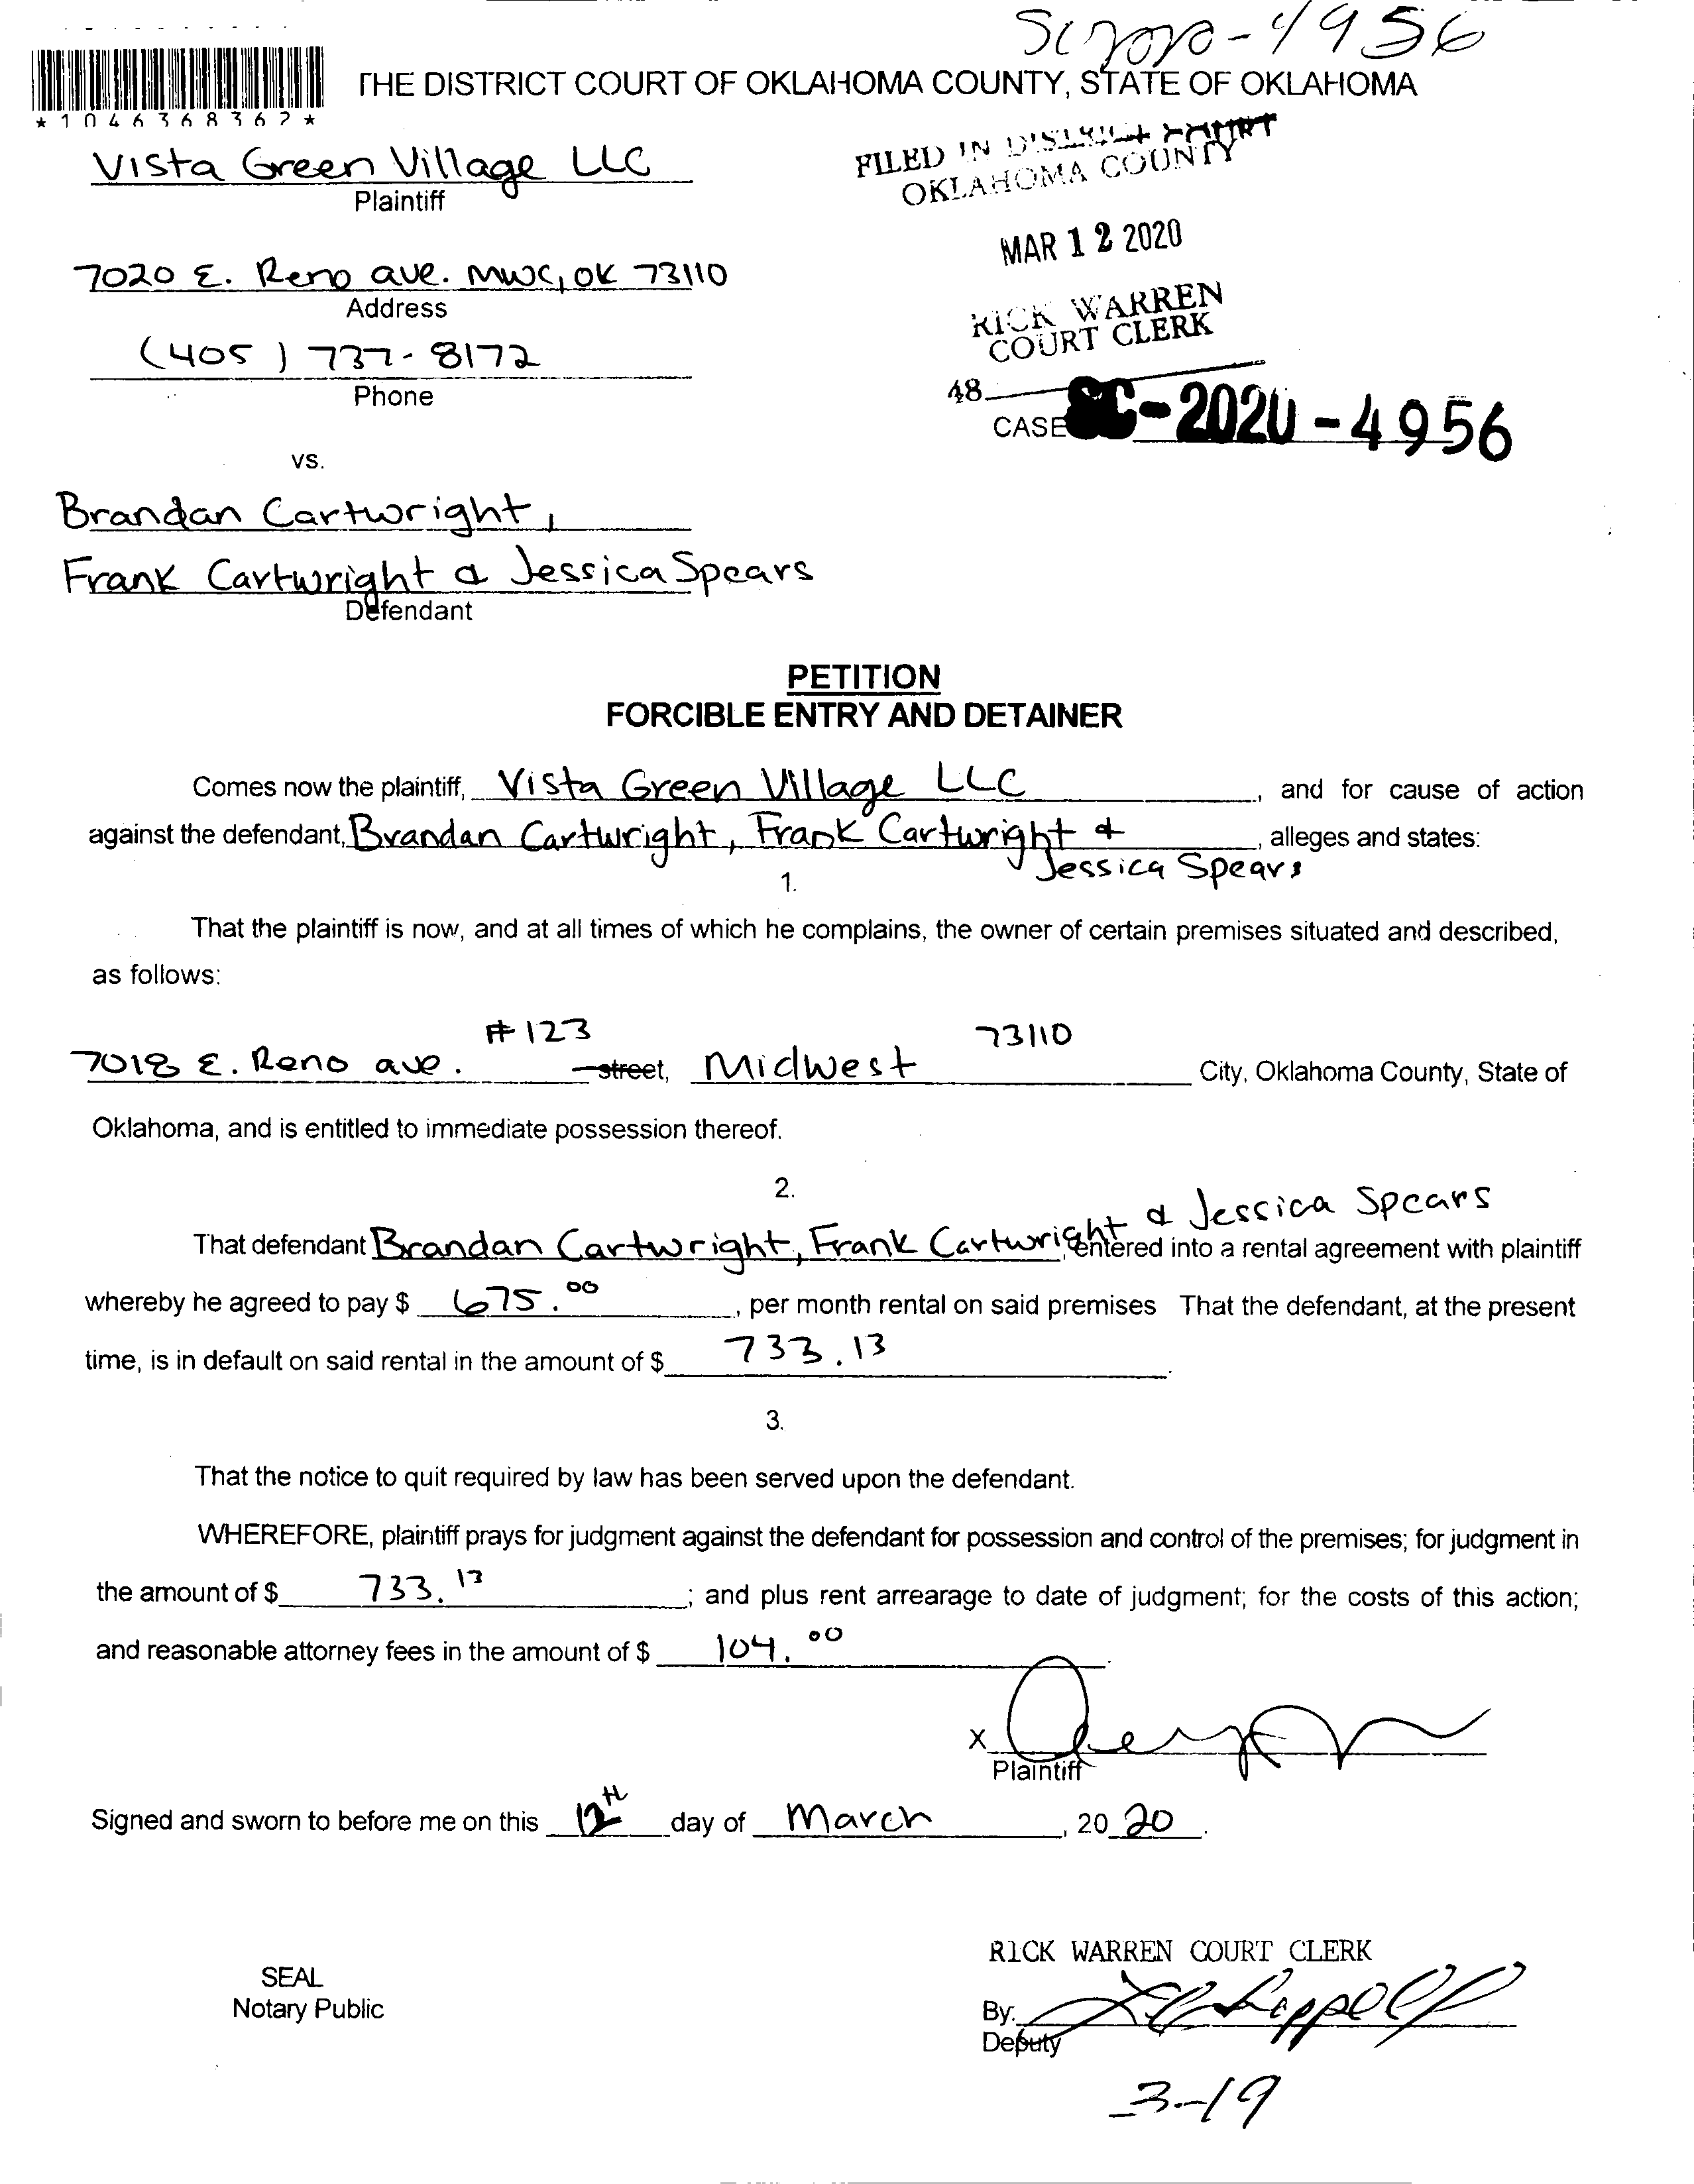 SC2020-4956
THE DISTRICT COURT OF OKLAHOMA COUNTY, STATE OF OKLAHOMA
*1046368362*
Vista Green Village LLC
Plaintiff
FILED IN DISTRICT COURT
OKLAHOMA COUNTY
MAR 12 2020
7020 E. Reno ave. MWC, OK 73110
Address
RICK WARREN
COURT CLERK
(405) 737-8172
Phone
48
CASE SC-2020-4956
vs.
Brandan Cartwright,
Frank Cartwright & Jessica Spears
Defendant
PETITION
FORCIBLE ENTRY AND DETAINER
Comes now the plaintiff, Vista Green Village LLC, and for cause of action
against the defendant, Brandan Cartwright, Frank Cartwright &, alleges and states:
Jessica Spears
1.
That the plaintiff is now, and at all times of which he complains, the owner of certain premises situated and described,
as follows:
#123 73110
7018 E. Reno ave. street, Midwest City, Oklahoma County, State of
Oklahoma, and is entitled to immediate possession thereof.
2.
& Jessica Spears
That defendant Brandan Cartwright, Frank Cartwright, entered into a rental agreement with plaintiff
whereby he agreed to pay $ 675.00, per month rental on said premises That the defendant, at the present
time, is in default on said rental in the amount of $ 733.13.
3.
That the notice to quit required by law has been served upon the defendant.
WHEREFORE, plaintiff prays for judgment against the defendant for possession and control of the premises; for judgment in
the amount of $ 733.13; and plus rent arrearage to date of judgment; for the costs of this action;
and reasonable attorney fees in the amount of $ 104.00.
X
Plaintiff
Signed and sworn to before me on this 12th day of March, 2020.
RICK WARREN COURT CLERK
SEAL
Notary Public
By:
Deputy
3-19